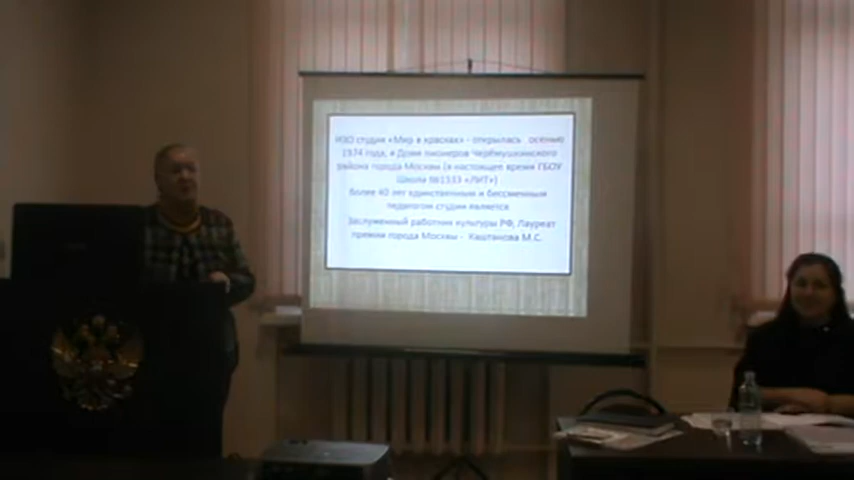 ИЗО студия «Мир в красках» - открылась осенью
1974 года, в Доме пионеров Черёмушкинского
района города Москвы (в настоящее время ГБОУ
Школа №1533 «ЛИТ»)
Более 40 лет единственным и бессменным
педагогом студии является
Заслуженный работник культуры РФ, Лауреат
премии города Москвы - Каштанова М.С.